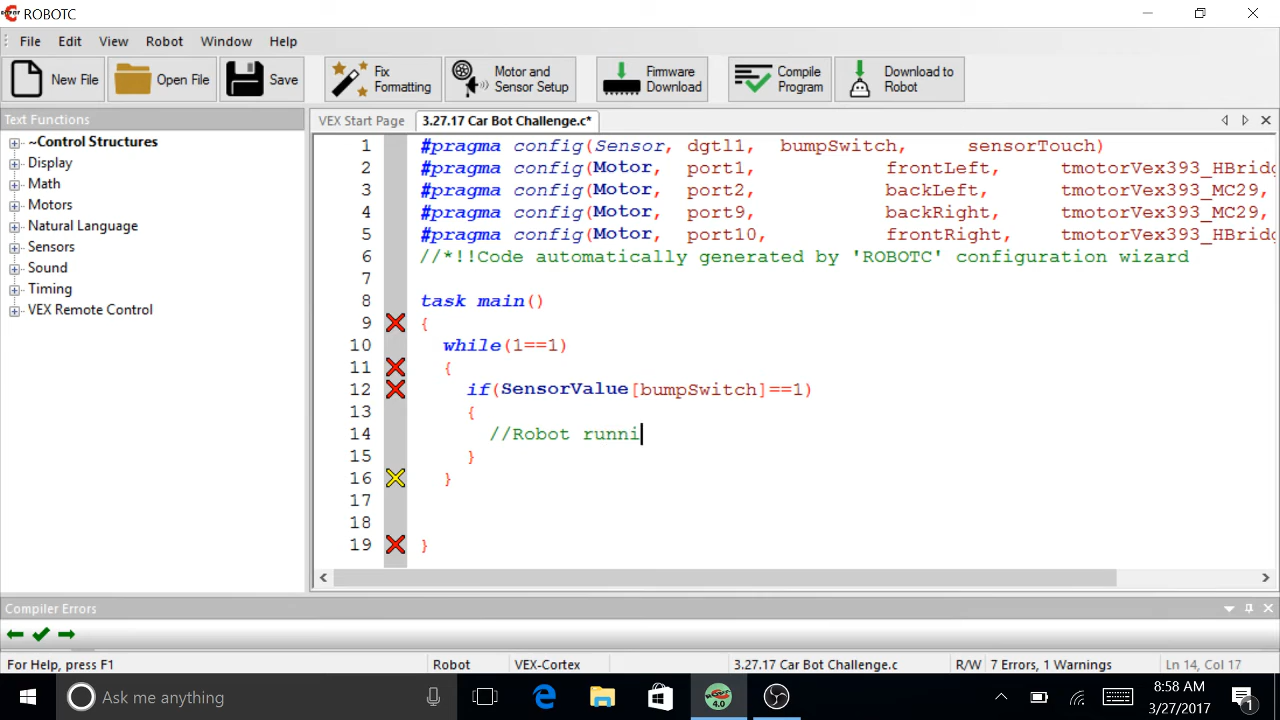 ROBOTC
File Edit View Robot Window Help
New File Open File Save Fix Formatting Motor and Sensor Setup Firmware Download Compile Program Download to Robot
Text Functions
~Control Structures
Display
Math
Motors
Natural Language
Sensors
Sound
Timing
VEX Remote Control
VEX Start Page 3.27.17 Car Bot Challenge.c*
1 #pragma config(Sensor, dgtl1, bumpSwitch, sensorTouch)
2 #pragma config(Motor, port1, frontLeft, tmotorVex393_HBridg
3 #pragma config(Motor, port2, backLeft, tmotorVex393_MC29,
4 #pragma config(Motor, port9, backRight, tmotorVex393_MC29,
5 #pragma config(Motor, port10, frontRight, tmotorVex393_HBridg
6 //*!!Code automatically generated by 'ROBOTC' configuration wizard
7
8 task main()
9 {
10 while(1==1)
11 {
12 if(SensorValue[bumpSwitch]==1)
13 {
14 //Robot runni
15 }
16 }
17
18
19 }
Compiler Errors
For Help, press F1 Robot VEX-Cortex 3.27.17 Car Bot Challenge.c R/W 7 Errors, 1 Warnings Ln 14, Col 17
Ask me anything 4.0 8:58 AM
3/27/2017 1